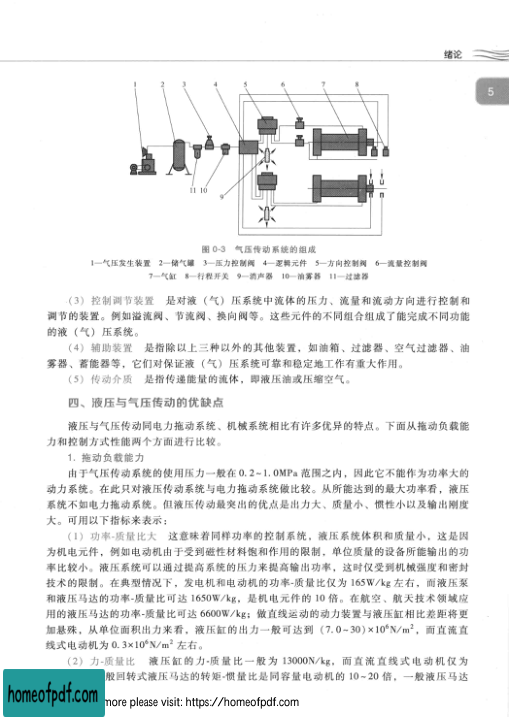 绪论
5
1 2 3 4 5 6 7 8
11 10
9
图 0-3 气压传动系统的组成
1—气压发生装置 2—储气罐 3—压力控制阀 4—逻辑元件 5—方向控制阀 6—流量控制阀
7—气缸 8—行程开关 9—消声器 10—油雾器 11—过滤器
（3）控制调节装置 是对液（气）压系统中流体的压力、流量和流动方向进行控制和
调节的装置。例如溢流阀、节流阀、换向阀等。这些元件的不同组合组成了能完成不同功能
的液（气）压系统。
（4）辅助装置 是指除以上三种以外的其他装置，如油箱、过滤器、空气过滤器、油
雾器、蓄能器等，它们对保证液（气）压系统可靠和稳定地工作有重大作用。
（5）传动介质 是指传递能量的流体，即液压油或压缩空气。
四、液压与气压传动的优缺点
液压与气压传动同电力拖动系统、机械系统相比有许多优异的特点。下面从拖动负载能
力和控制方式性能两个方面进行比较。
1. 拖动负载能力
由于气压传动系统的使用压力一般在 0.2~1.0MPa 范围之内，因此它不能作为功率大的
动力系统。在此只对液压传动系统与电力拖动系统做比较。从所能达到的最大功率看，液压
系统不如电力拖动系统。但液压传动最突出的优点是出力大、质量小、惯性小以及输出刚度
大。可用以下指标来表示：
（1）功率-质量比大 这意味着同样功率的控制系统，液压系统体积和质量小，这是因
为机电元件，例如电动机由于受到磁性材料饱和作用的限制，单位质量的设备所能输出的功
率比较小。液压系统可以通过提高系统的压力来提高输出功率，这时仅受到机械强度和密封
技术的限制。在典型情况下，发电机和电动机的功率-质量比仅为 165W/kg 左右，而液压泵
和液压马达的功率-质量比可达 1650W/kg，是机电元件的 10 倍。在航空、航天技术领域应
用的液压马达的功率-质量比可达 6600W/kg；做直线运动的动力装置与液压缸相比差距将更
加悬殊，从单位面积出力来看，液压缸的出力一般可达到（7.0~30）×10⁶N/m²，而直流直
线式电动机为 0.3×10⁶N/m² 左右。
（2）力-质量比 液压缸的力-质量比一般为 13000N/kg，而直流直线式电动机仅为
般回转式液压马达的转矩-惯量比是同容量电动机的 10~20 倍，一般液压马达
homeofpdf.com
more please visit: https://homeofpdf.com